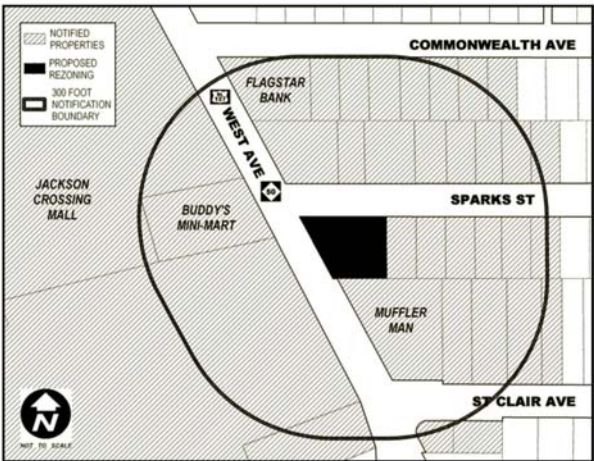 NOTIFIED
PROPERTIES
PROPOSED
REZONING
300 FOOT
NOTIFICATION
BOUNDARY
COMMONWEALTH AVE
FLAGSTAR
BANK
WEST AVE
50
SPARKS ST
JACKSON
CROSSING
MALL
BUDDY'S
MINI-MART
MUFFLER
MAN
ST CLAIR AVE
N
NOT TO SCALE